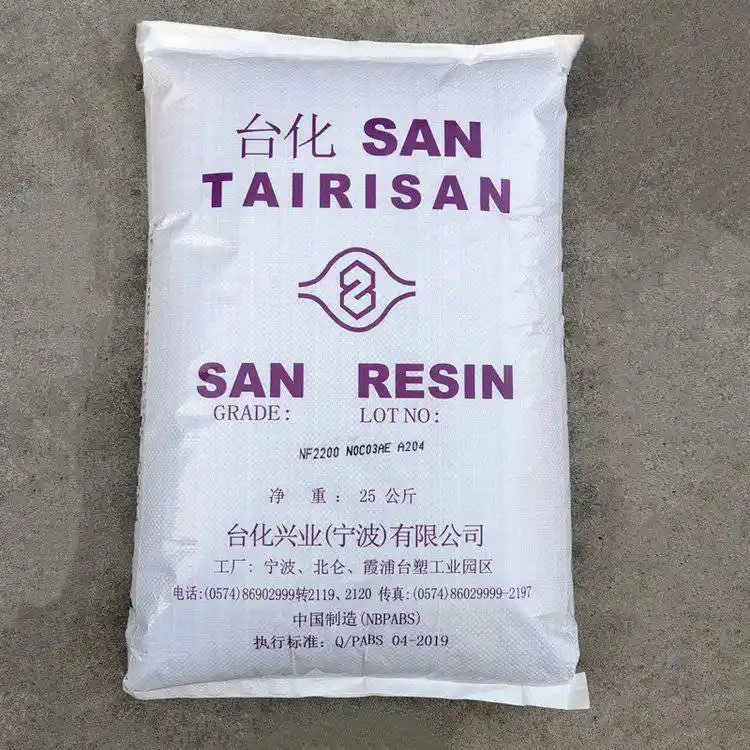 台化 SAN
TAIRISAN
SAN RESIN
GRADE: LOT NO:
NF2200 N0C03AE A204
净 重：25 公斤
台化兴业(宁波)有限公司
工厂：宁波、北仑、霞浦台塑工业园区
电话:(0574)86902999转2119、2120 传真:(0574)86029999-2197
中国制造(NBPABS)
执行标准：Q/PABS 04-2019